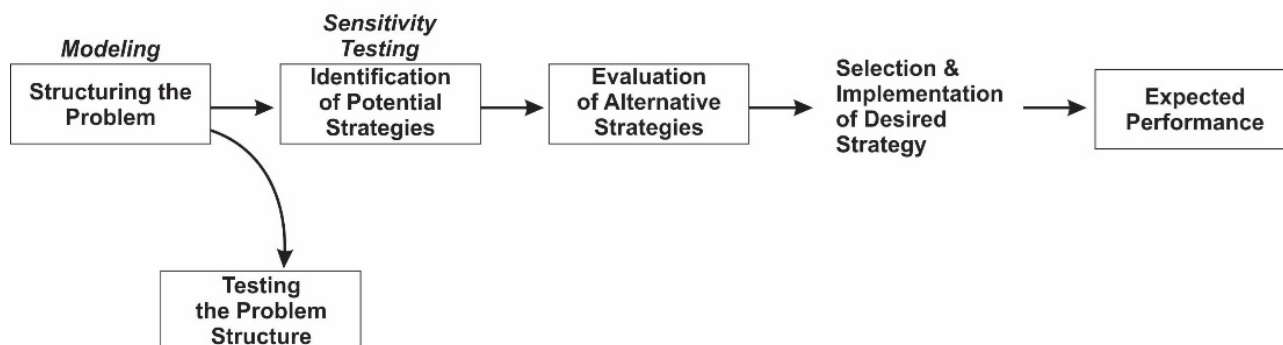 Modeling
Structuring the
Problem
Sensitivity
Testing
Identification
of Potential
Strategies
Evaluation
of Alternative
Strategies
Selection &
Implementation
of Desired
Strategy
Expected
Performance
Testing
the Problem
Structure